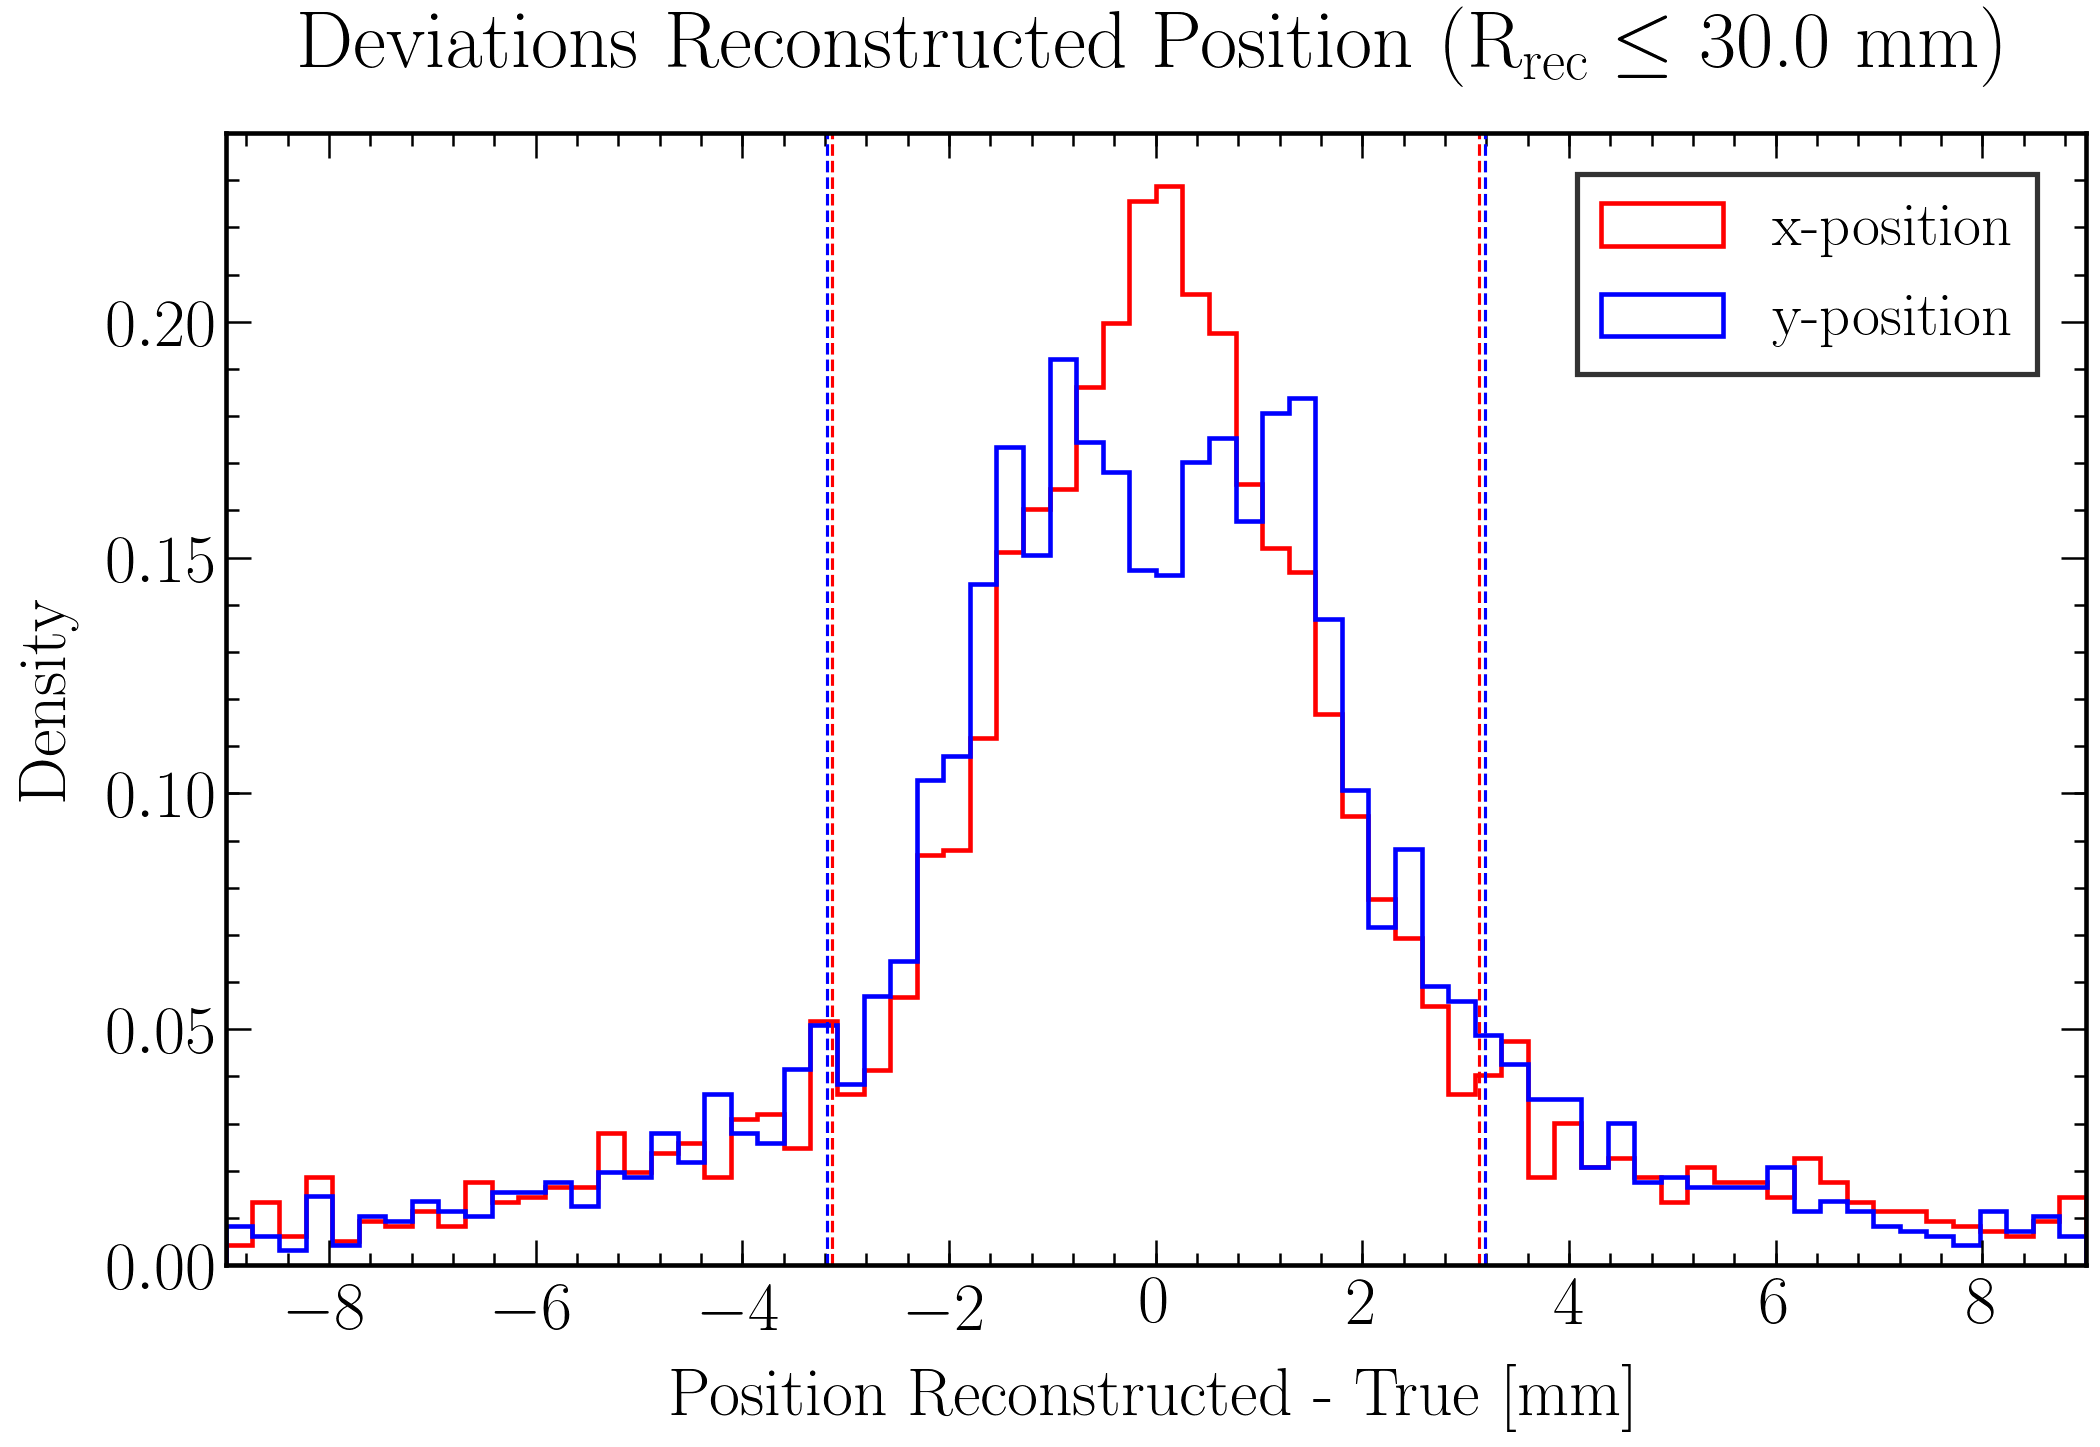 Deviations Reconstructed Position (R_rec ≤ 30.0 mm)
x-position
y-position
Density
0.20
0.15
0.10
0.05
0.00
−8 −6 −4 −2 0 2 4 6 8
Position Reconstructed - True [mm]